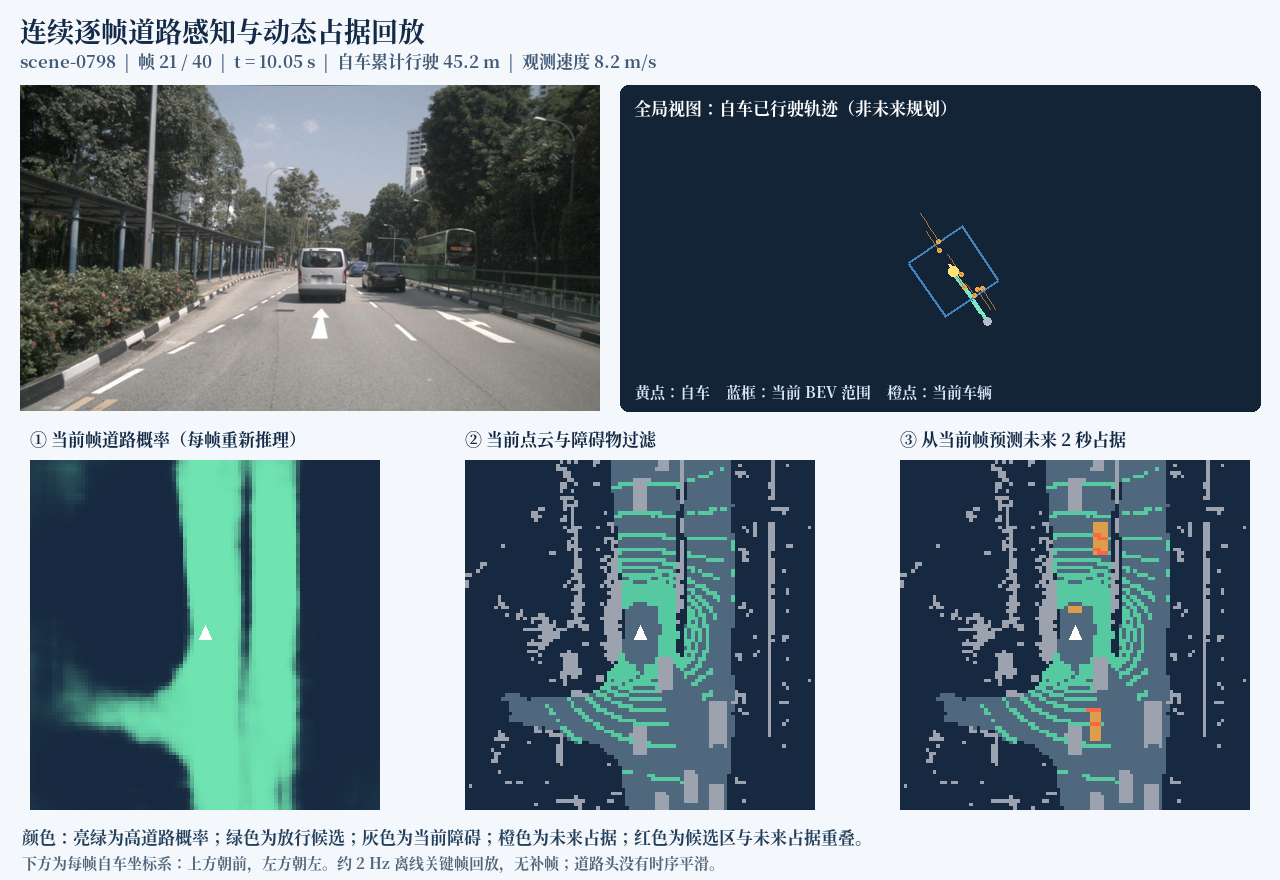 连续逐帧道路感知与动态占据回放
scene-0798 | 帧 21 / 40 | t = 10.05 s | 自车累计行驶 45.2 m | 观测速度 8.2 m/s
全局视图：自车已行驶轨迹（非未来规划）
黄点：自车 蓝框：当前 BEV 范围 橙点：当前车辆
① 当前帧道路概率（每帧重新推理）
② 当前点云与障碍物过滤
③ 从当前帧预测未来 2 秒占据
颜色：亮绿为高道路概率；绿色为放行候选；灰色为当前障碍；橙色为未来占据；红色为候选区与未来占据重叠。
下方为每帧自车坐标系：上方朝前，左方朝左。约 2 Hz 离线关键帧回放，无补帧；道路头没有时序平滑。